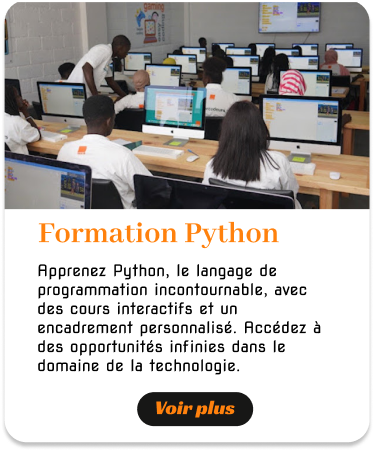 Formation Python
Apprenez Python, le langage de
programmation incontournable, avec
des cours interactifs et un
encadrement personnalisé. Accédez à
des opportunités infinies dans le
domaine de la technologie.
Voir plus